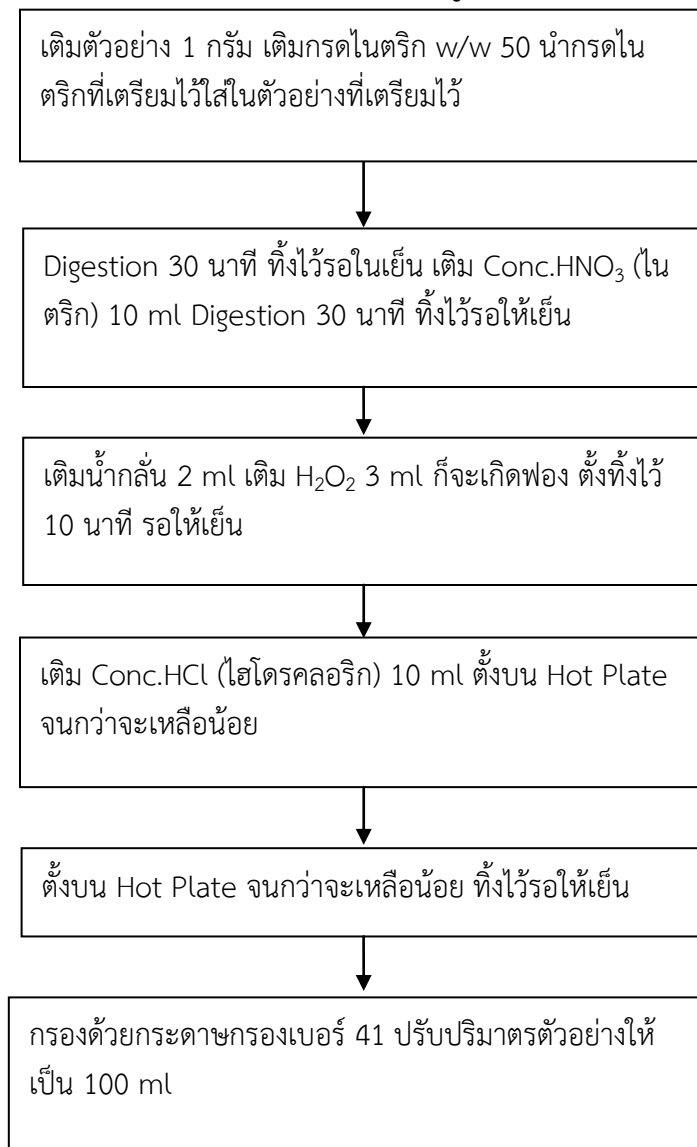 เติมตัวอย่าง 1 กรัม เติมกรดไนตริก w/w 50 นำกรดไน
ตริกที่เตรียมไว้ใส่ในตัวอย่างที่เตรียมไว้
Digestion 30 นาที ทิ้งไว้รอในเย็น เติม Conc.HNO₃ (ไน
ตริก) 10 ml Digestion 30 นาที ทิ้งไว้รอให้เย็น
เติมน้ำกลั่น 2 ml เติม H₂O₂ 3 ml ก็จะเกิดฟอง ตั้งทิ้งไว้
10 นาที รอให้เย็น
เติม Conc.HCl (ไฮโดรคลอริก) 10 ml ตั้งบน Hot Plate
จนกว่าจะเหลือน้อย
ตั้งบน Hot Plate จนกว่าจะเหลือน้อย ทิ้งไว้รอให้เย็น
กรองด้วยกระดาษกรองเบอร์ 41 ปรับปริมาตรตัวอย่างให้
เป็น 100 ml